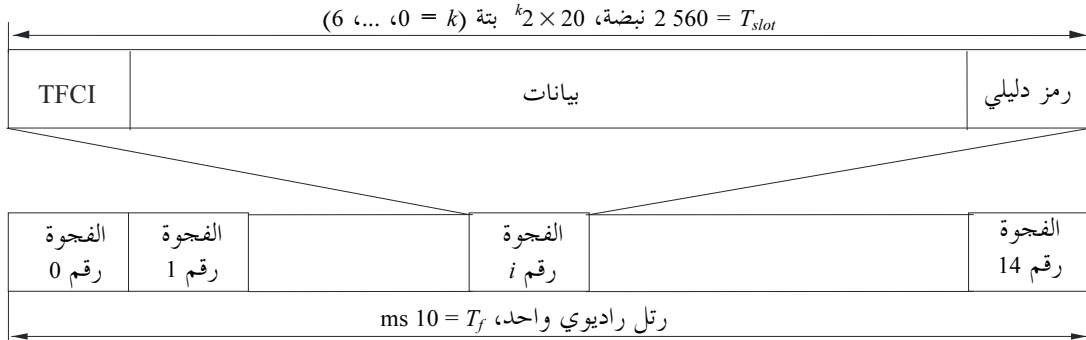 T_slot = 2 560 نبضة، 20 × 2^k بتة (k = 0، ...، 6)
TFCI
بيانات
رمز دليلي
الفجوة
رقم 0
الفجوة
رقم 1
الفجوة
رقم i
الفجوة
رقم 14
رتل راديوي واحد، T_f = 10 ms